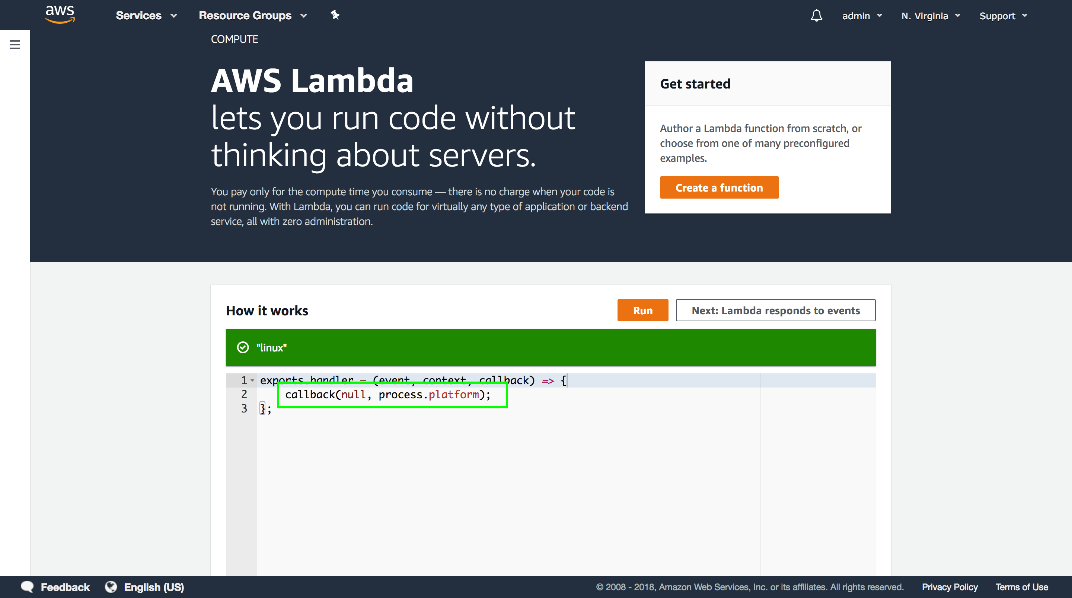 aws
Services
Resource Groups
admin
N. Virginia
Support
COMPUTE
AWS Lambda
lets you run code without
thinking about servers.
You pay only for the compute time you consume — there is no charge when your code is
not running. With Lambda, you can run code for virtually any type of application or backend
service, all with zero administration.
Get started
Author a Lambda function from scratch, or
choose from one of many preconfigured
examples.
Create a function
How it works
Run
Next: Lambda responds to events
"linux"
1 exports.handler = (event, context, callback) => {
2 callback(null, process.platform);
3 };
Feedback
English (US)
© 2008 - 2018, Amazon Web Services, Inc. or its affiliates. All rights reserved.
Privacy Policy
Terms of Use